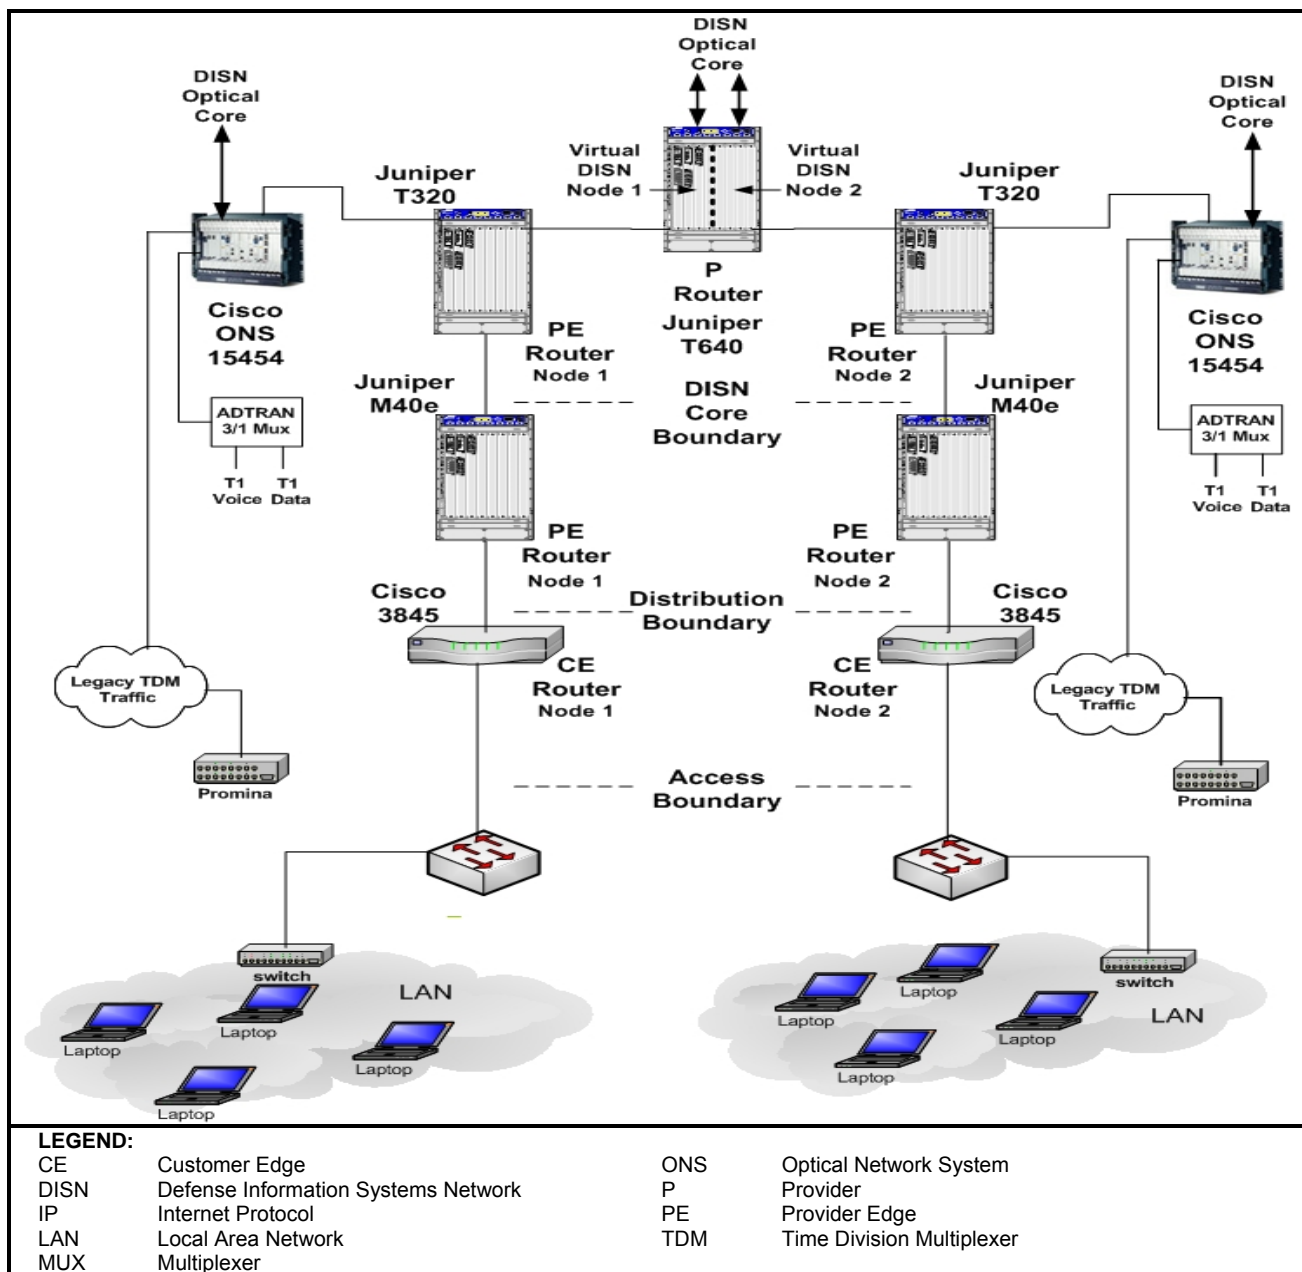 DISN
Optical
Core
DISN
Optical
Core
DISN
Optical
Core
Virtual
DISN
Node 1
Virtual
DISN
Node 2
Juniper
T320
Juniper
T320
Cisco
ONS
15454
P
Router
Juniper
T640
Cisco
ONS
15454
PE
Router
Node 1
PE
Router
Node 2
Juniper
M40e
DISN
Core
Boundary
Juniper
M40e
ADTRAN
3/1 Mux
T1
Voice
T1
Data
ADTRAN
3/1 Mux
T1
Voice
T1
Data
PE
Router
Node 1
PE
Router
Node 2
Cisco
3845
Distribution
Boundary
Cisco
3845
CE
Router
Node 1
CE
Router
Node 2
Legacy TDM
Traffic
Legacy TDM
Traffic
Promina
Promina
Access
Boundary
switch
LAN
Laptop
Laptop
Laptop
Laptop
switch
LAN
Laptop
Laptop
Laptop
Laptop
LEGEND:
CE Customer Edge
DISN Defense Information Systems Network
IP Internet Protocol
LAN Local Area Network
MUX Multiplexer
ONS Optical Network System
P Provider
PE Provider Edge
TDM Time Division Multiplexer